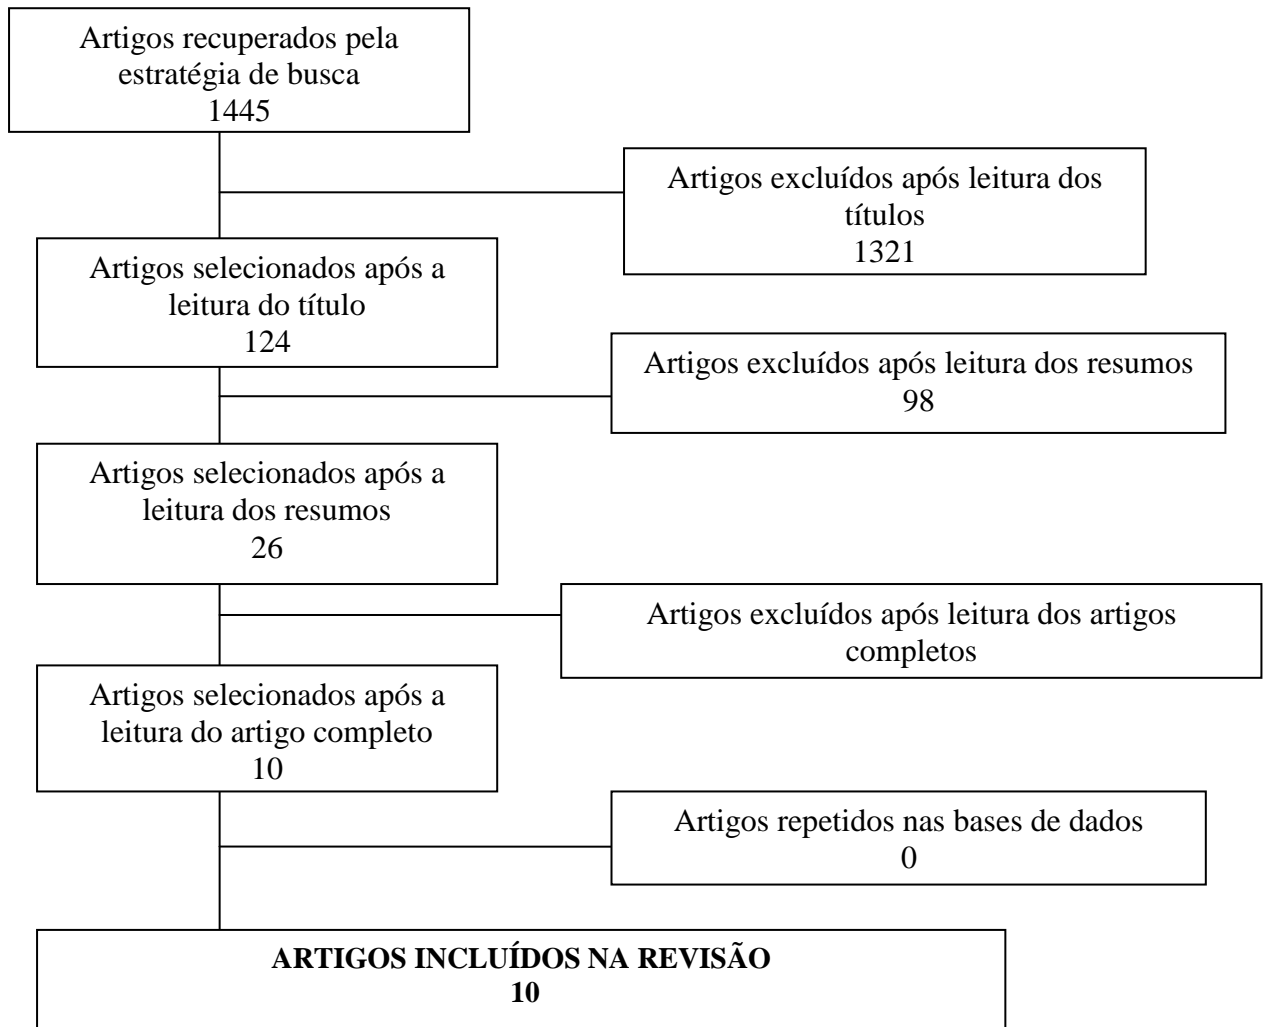 Artigos recuperados pela
estratégia de busca
1445
Artigos excluídos após leitura dos
títulos
1321
Artigos selecionados após a
leitura do título
124
Artigos excluídos após leitura dos resumos
98
Artigos selecionados após a
leitura dos resumos
26
Artigos excluídos após leitura dos artigos
completos
Artigos selecionados após a
leitura do artigo completo
10
Artigos repetidos nas bases de dados
0
ARTIGOS INCLUÍDOS NA REVISÃO
10